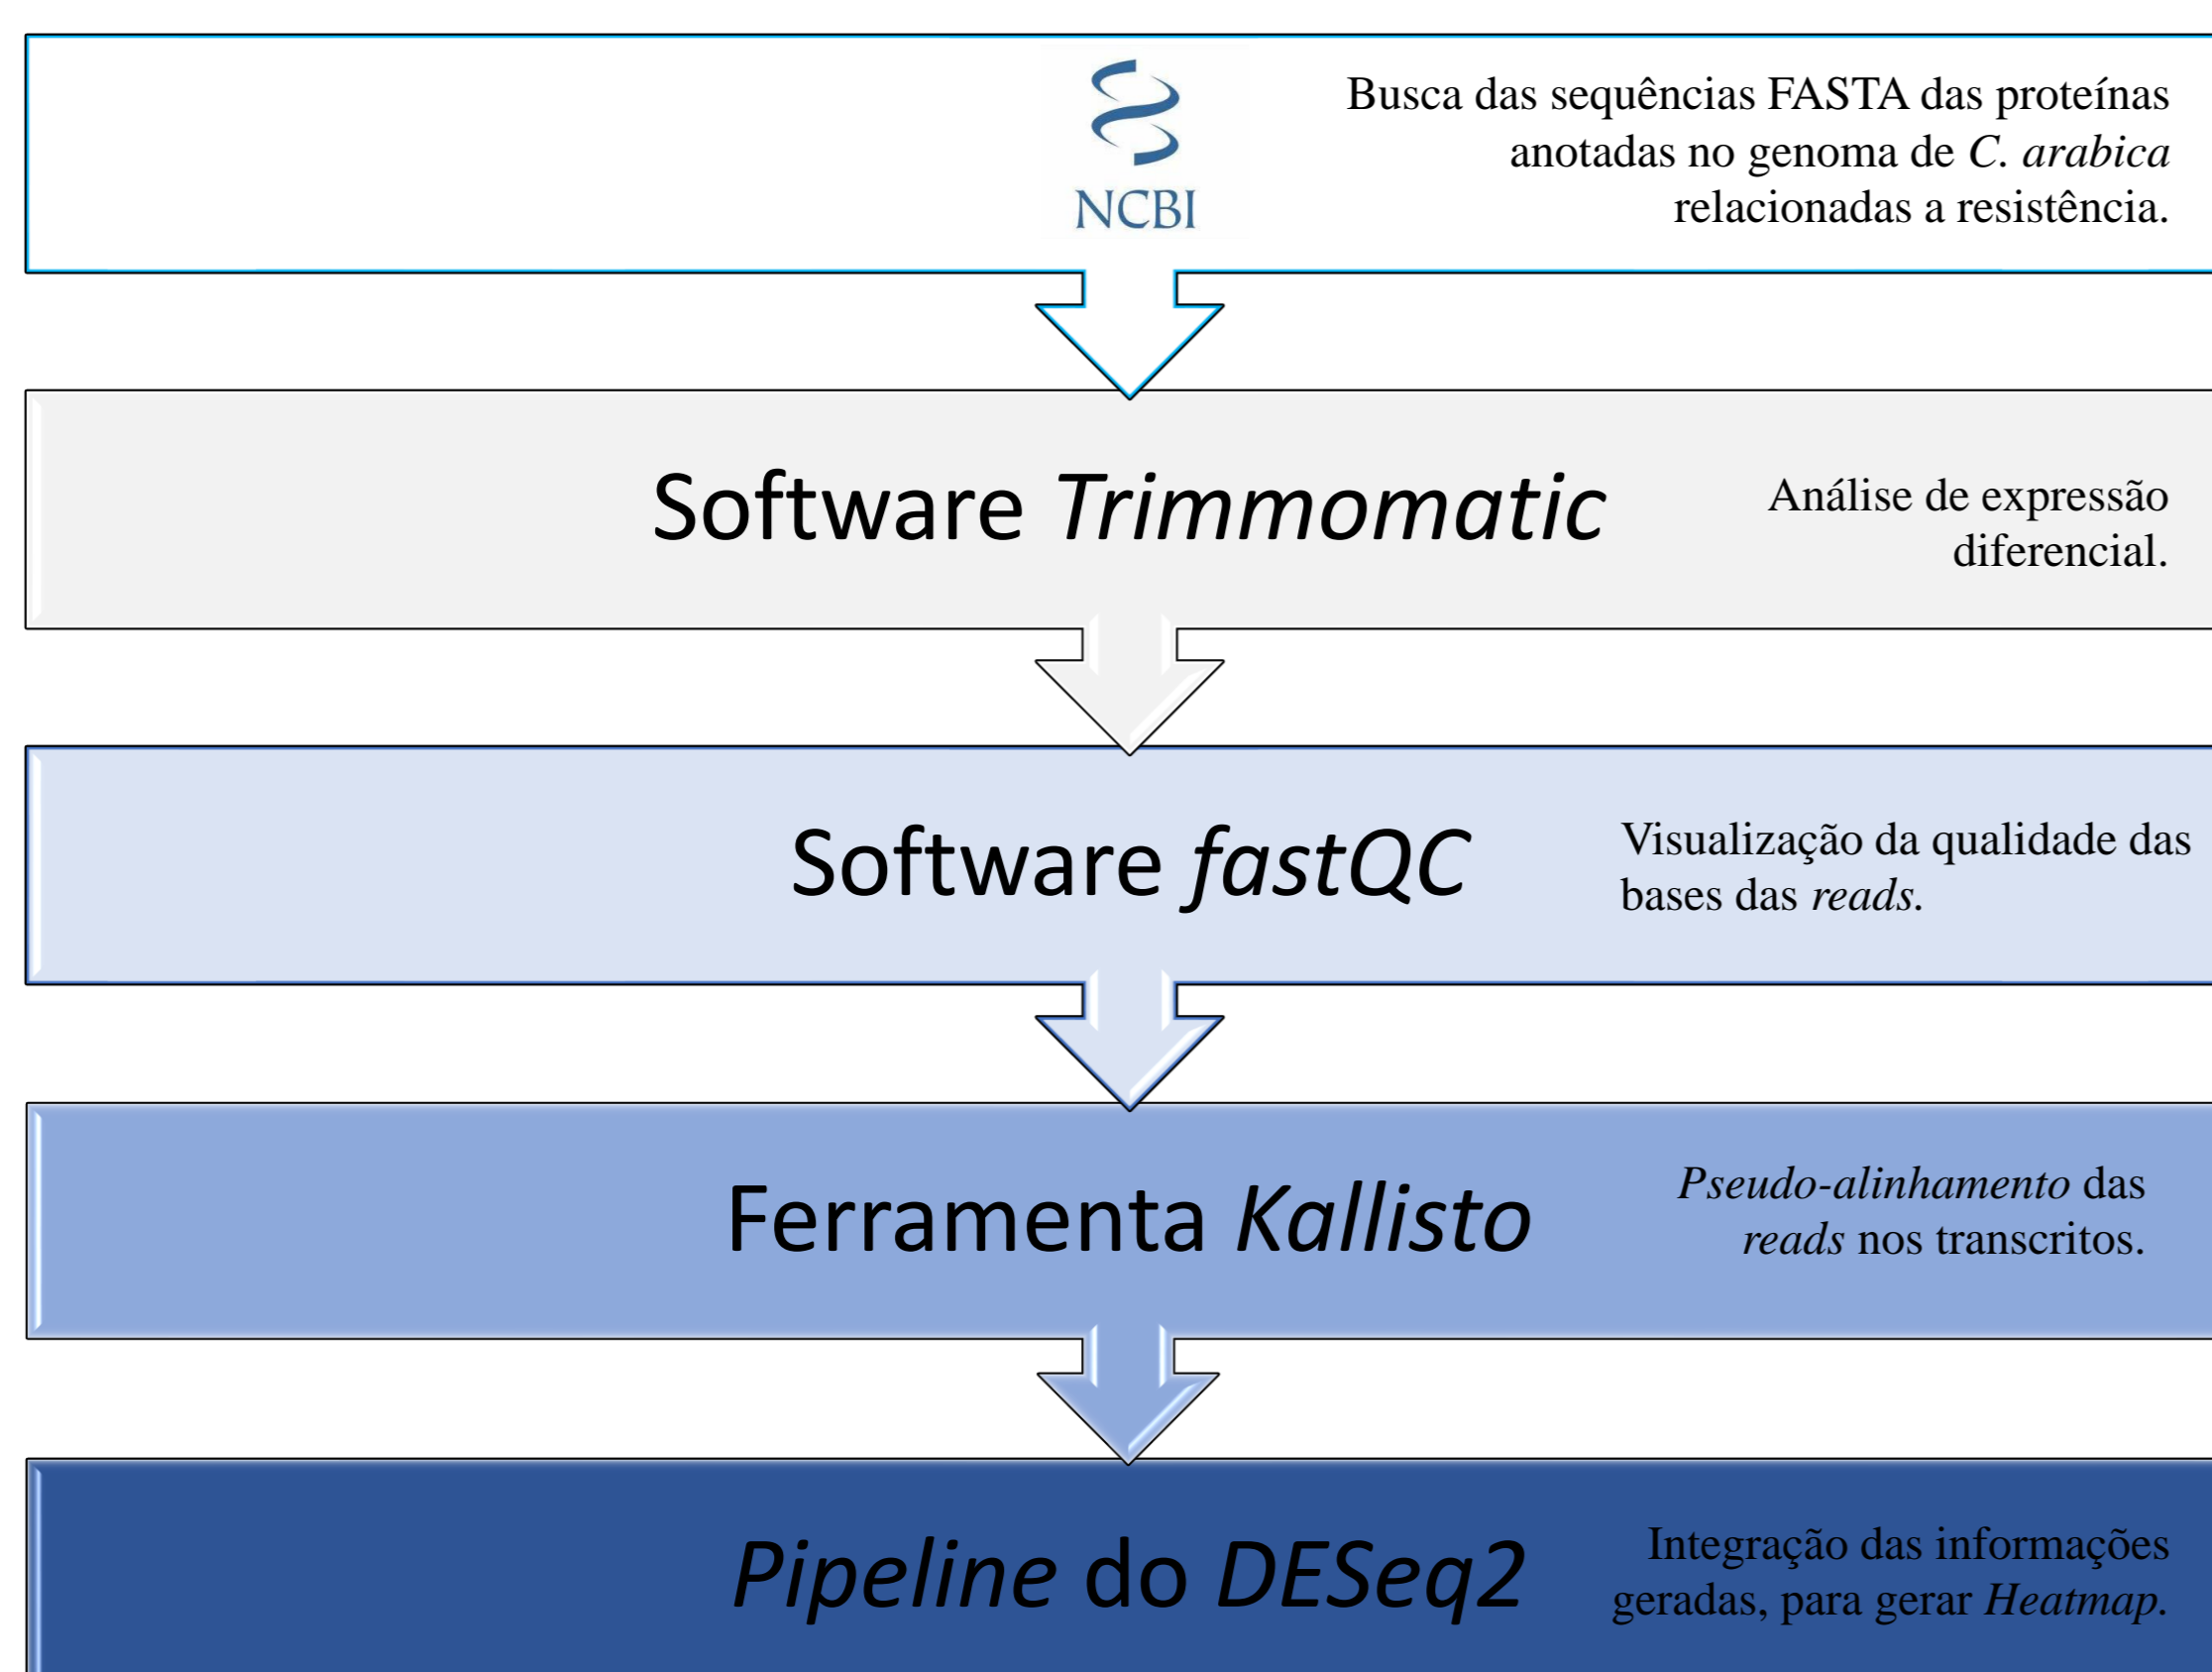 NCBI
Busca das sequências FASTA das proteínas
anotadas no genoma de C. arabica
relacionadas a resistência.
Software Trimmomatic
Análise de expressão
diferencial.
Software fastQC
Visualização da qualidade das
bases das reads.
Ferramenta Kallisto
Pseudo-alinhamento das
reads nos transcritos.
Pipeline do DESeq2
Integração das informações
geradas, para gerar Heatmap.